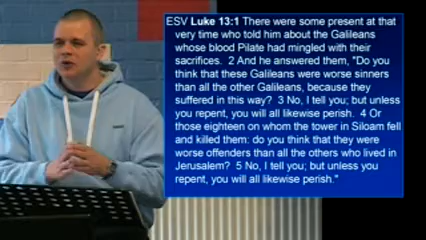 ESV Luke 13:1 There were some present at that
very time who told him about the Galileans
whose blood Pilate had mingled with their
sacrifices.  2 And he answered them, "Do you
think that these Galileans were worse sinners
than all the other Galileans, because they
suffered in this way?  3 No, I tell you; but unless
you repent, you will all likewise perish.  4 Or
those eighteen on whom the tower in Siloam fell
and killed them: do you think that they were
worse offenders than all the others who lived in
Jerusalem?  5 No, I tell you; but unless you
repent, you will all likewise perish."